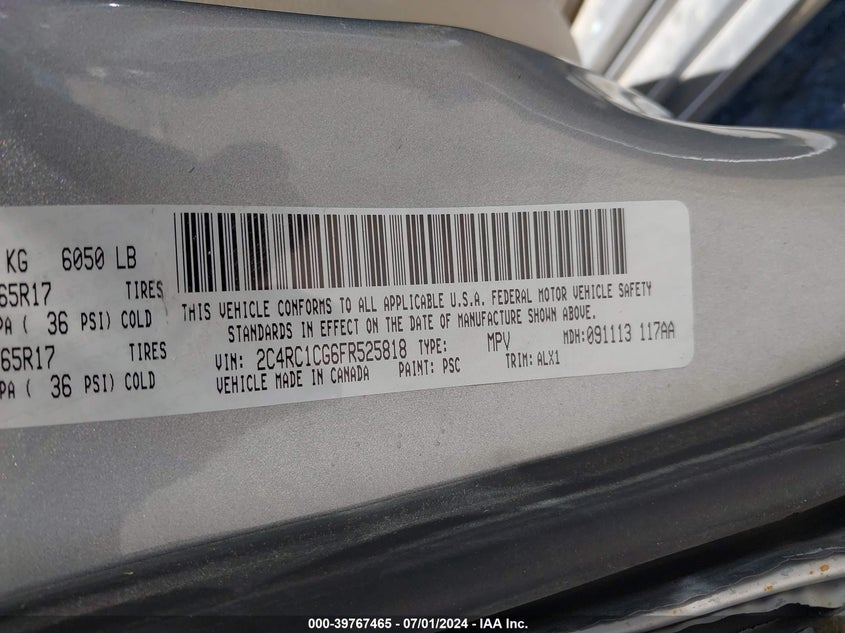 KG 6050 LB
65R17 TIRES
PA ( 36 PSI) COLD
65R17 TIRES
PA ( 36 PSI) COLD
THIS VEHICLE CONFORMS TO ALL APPLICABLE U.S.A. FEDERAL MOTOR VEHICLE SAFETY
STANDARDS IN EFFECT ON THE DATE OF MANUFACTURE SHOWN ABOVE.
VIN: 2C4RC1CG6FR525818 TYPE: MPV MDH:091113 117AA
VEHICLE MADE IN CANADA PAINT: PSC TRIM: ALX1
000-39767465 / 07/01/2024 - IAA Inc.